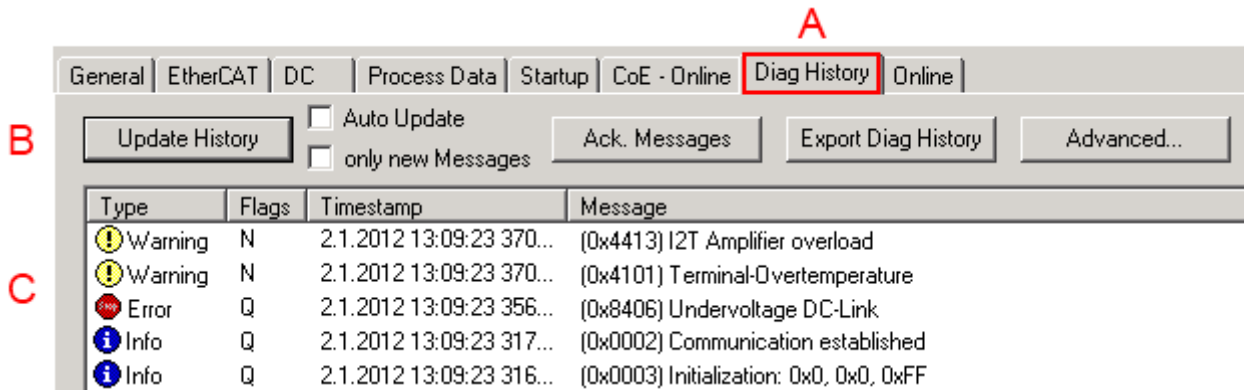 A
General EtherCAT DC Process Data Startup CoE - Online Diag History Online
B
Update History Auto Update Ack. Messages Export Diag History Advanced...
only new Messages
Type Flags Timestamp Message
Warning N 2.1.2012 13:09:23 370... (0x4413) I2T Amplifier overload
Warning N 2.1.2012 13:09:23 370... (0x4101) Terminal-Overtemperature
C
Error Q 2.1.2012 13:09:23 356... (0x8406) Undervoltage DC-Link
Info Q 2.1.2012 13:09:23 317... (0x0002) Communication established
Info Q 2.1.2012 13:09:23 316... (0x0003) Initialization: 0x0, 0x0, 0xFF